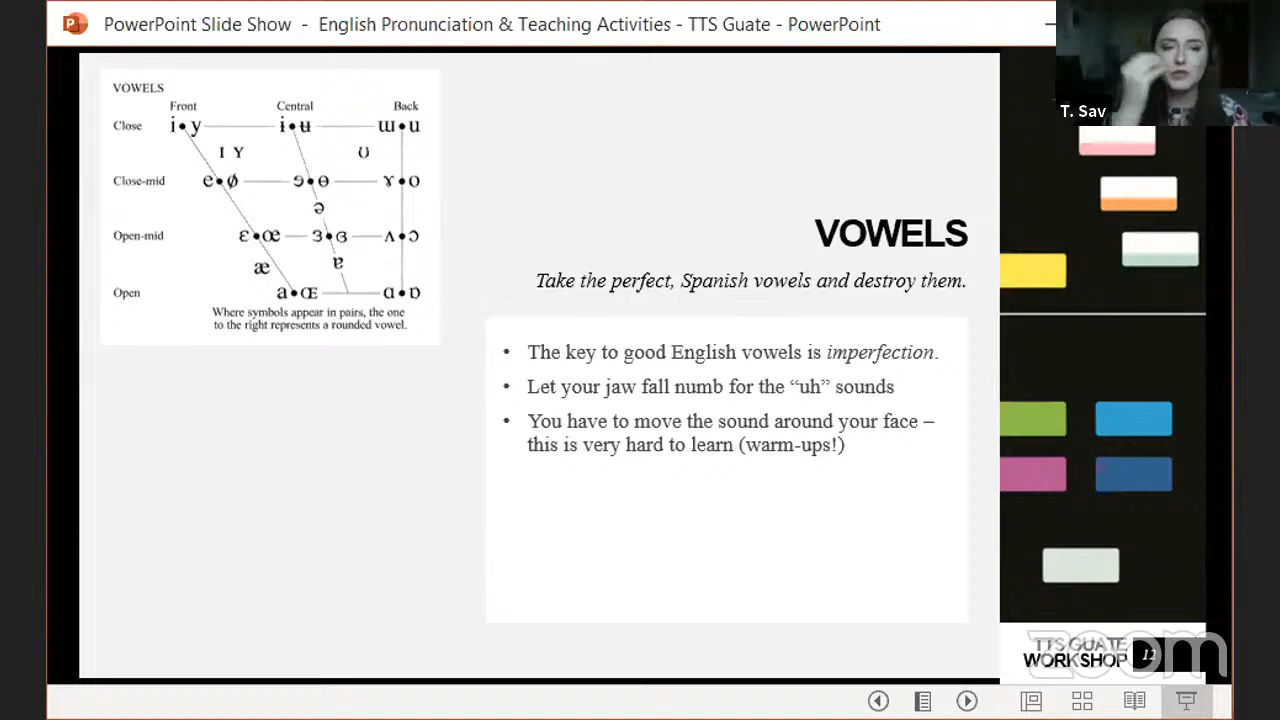 PowerPoint Slide Show - English Pronunciation & Teaching Activities - TTS Guate - PowerPoint
T. Sav
VOWELS
Front Central Back
Close i • y ɨ • ʉ ɯ • u
ɪ ʏ ʊ
Close-mid e • ø ɘ • ɵ ɤ • o
ə
Open-mid ɛ • œ ɜ • ɞ ʌ • ɔ
æ ɐ
Open a • ɶ ɑ • ɒ
Where symbols appear in pairs, the one
to the right represents a rounded vowel.
VOWELS
Take the perfect, Spanish vowels and destroy them.
• The key to good English vowels is imperfection.
• Let your jaw fall numb for the “uh” sounds
• You have to move the sound around your face –
this is very hard to learn (warm-ups!)
TTS GUATE
WORKSHOP 12
zoom